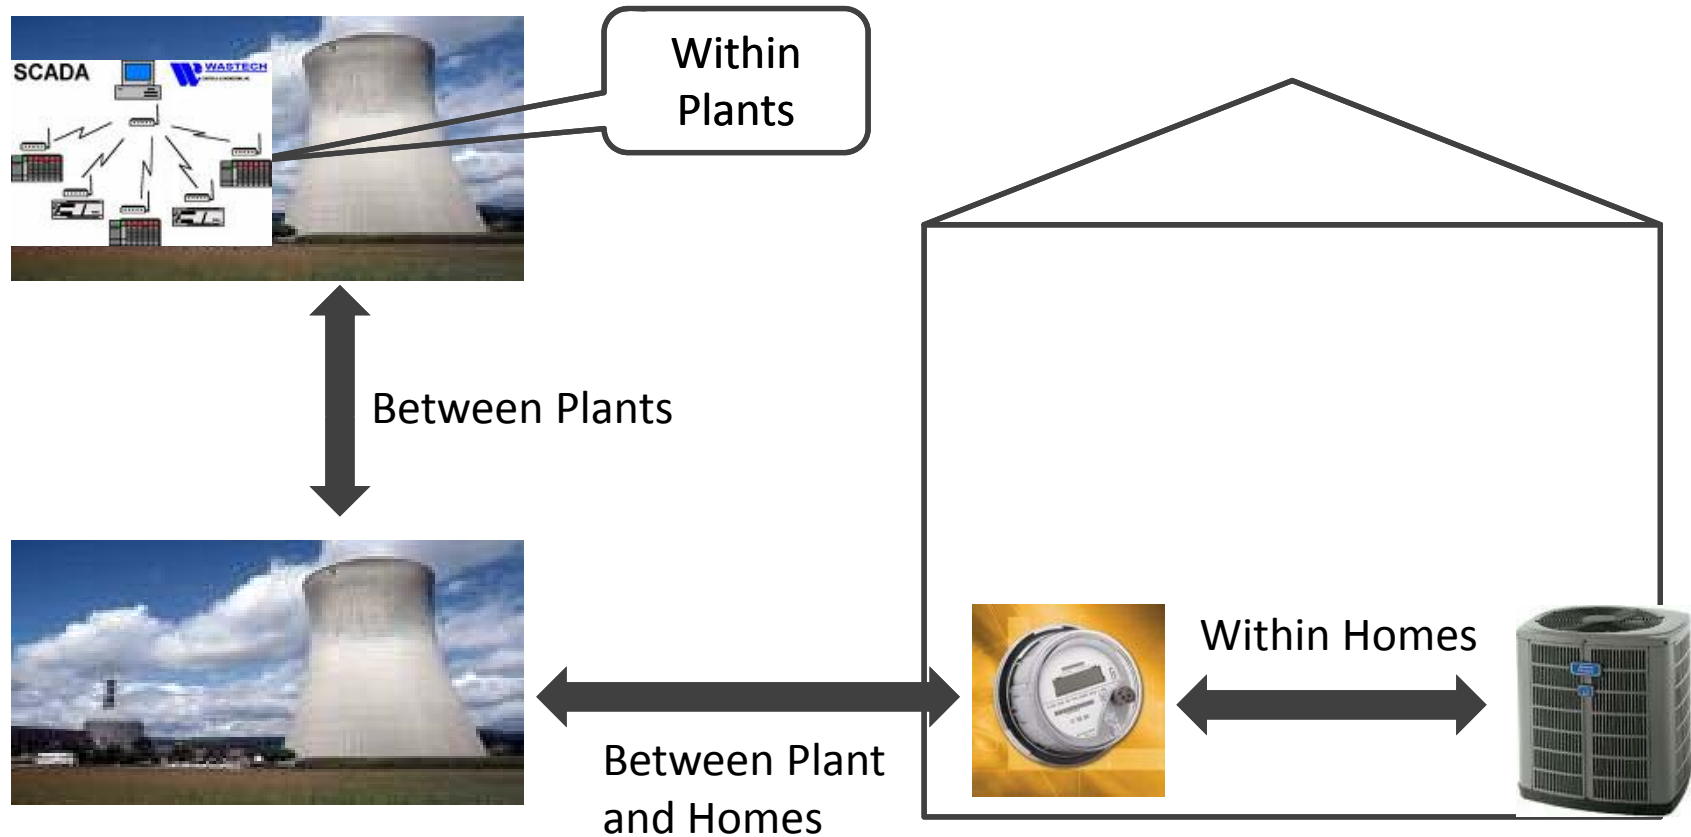 SCADA
WASTECH
Within
Plants
Between Plants
Within Homes
Between Plant
and Homes